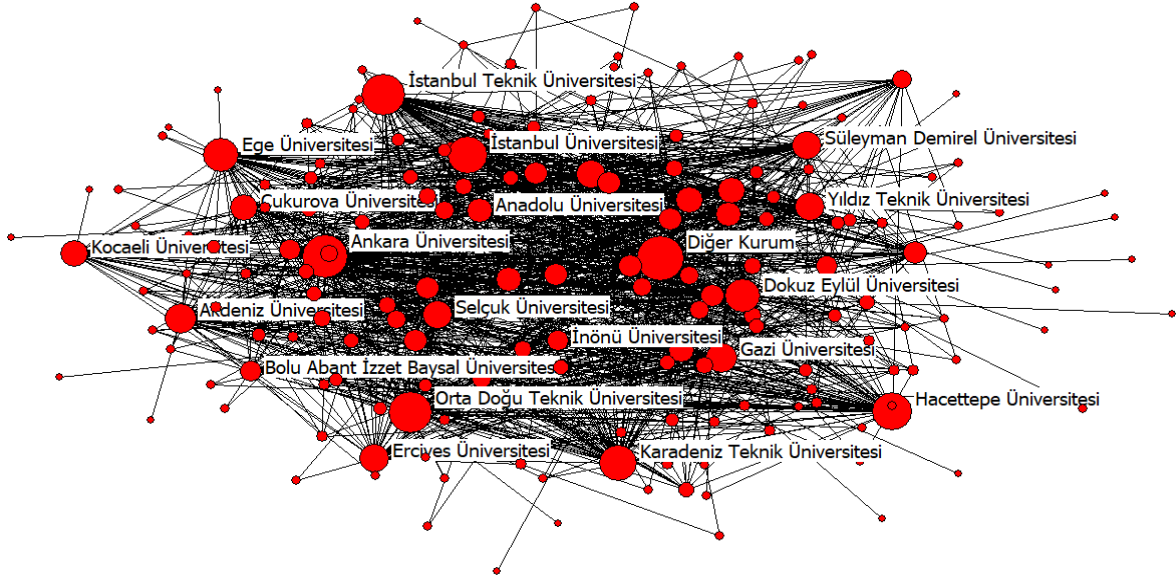 İstanbul Teknik Üniversitesi
Süleyman Demirel Üniversitesi
Ege Üniversitesi
İstanbul Üniversitesi
Çukurova Üniversitesi
Anadolu Üniversitesi
Yıldız Teknik Üniversitesi
Kocaeli Üniversitesi
Ankara Üniversitesi
Diğer Kurum
Dokuz Eylül Üniversitesi
Akdeniz Üniversitesi
Selçuk Üniversitesi
İnönü Üniversitesi
Gazi Üniversitesi
Bolu Abant İzzet Baysal Üniversitesi
Orta Doğu Teknik Üniversitesi
Hacettepe Üniversitesi
Erciyes Üniversitesi
Karadeniz Teknik Üniversitesi